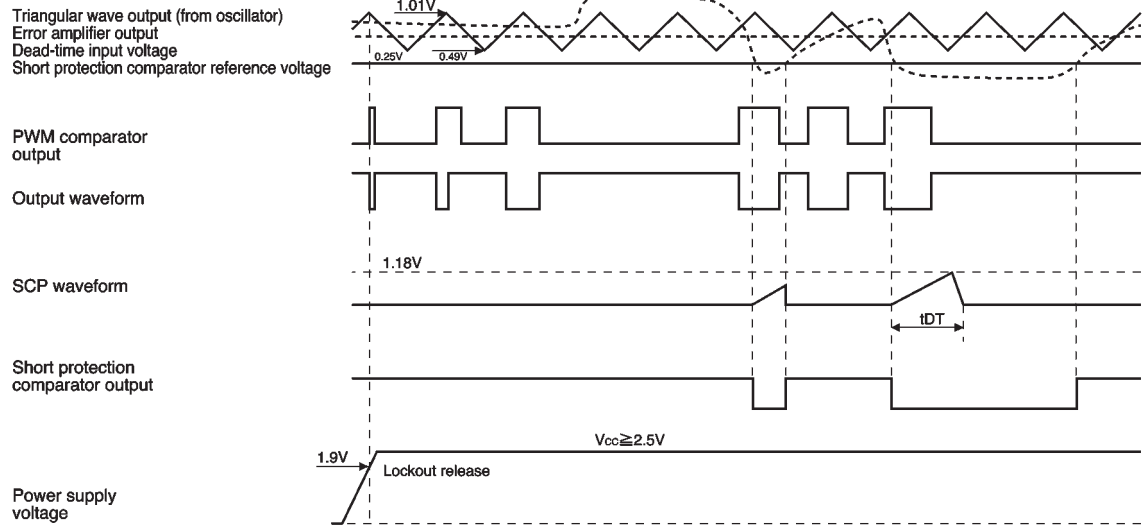 Triangular wave output (from oscillator)
Error amplifier output
Dead-time input voltage
Short protection comparator reference voltage
1.01V
0.25V
0.49V
PWM comparator
output
Output waveform
1.18V
SCP waveform
tDT
Short protection
comparator output
Vcc≧2.5V
1.9V
Lockout release
Power supply
voltage